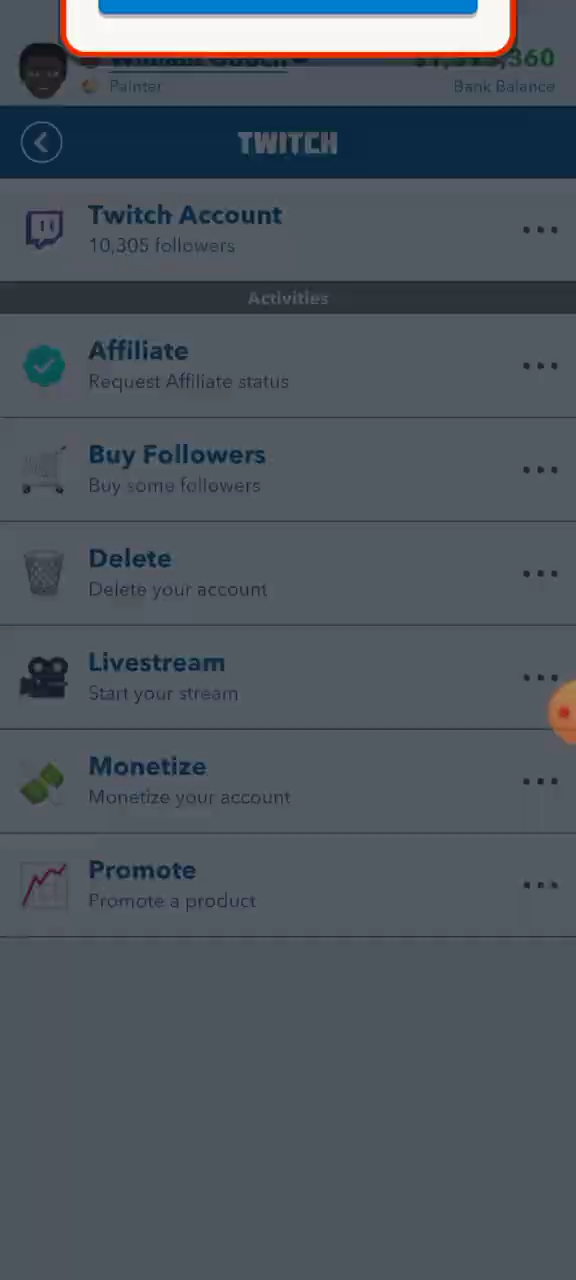 Painter
Bank Balance
TWITCH
Twitch Account
10,305 followers
Activities
Affiliate
Request Affiliate status
Buy Followers
Buy some followers
Delete
Delete your account
Livestream
Start your stream
Monetize
Monetize your account
Promote
Promote a product